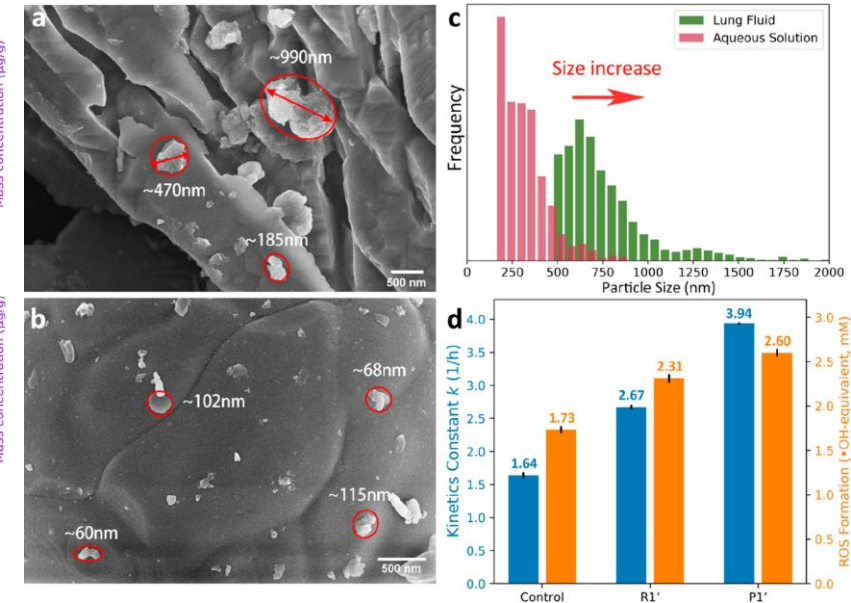 Mass concentration (μg/g)
Mass concentration (μg/g)
a
~990nm
~470nm
~185nm
500 nm
b
~68nm
~102nm
~115nm
~60nm
500 nm
c
Lung Fluid
Aqueous Solution
Size increase
Frequency
250 500 750 1000 1250 1500 1750 2000
Particle Size (nm)
d
Kinetics Constant k (1/h)
4.0
3.5
3.0
2.5
2.0
1.5
1.0
0.5
0.0
1.64
1.73
2.67
2.31
3.94
2.60
3.0
2.5
2.0
1.5
1.0
0.5
0.0
ROS Formation (•OH-equivalent, mM)
Control R1' P1'